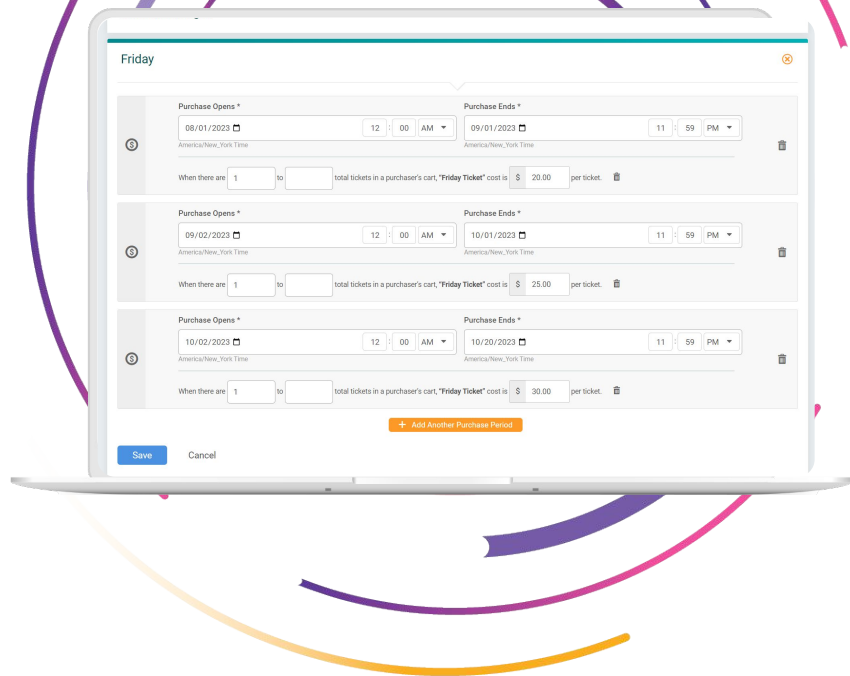 Friday
Purchase Opens *
Purchase Ends *
08/01/2023 12 : 00 AM
09/01/2023 11 : 59 PM
America/New_York Time
America/New_York Time
When there are 1 to total tickets in a purchaser's cart, "Friday Ticket" cost is $ 20.00 per ticket.
Purchase Opens *
Purchase Ends *
09/02/2023 12 : 00 AM
10/01/2023 11 : 59 PM
America/New_York Time
America/New_York Time
When there are 1 to total tickets in a purchaser's cart, "Friday Ticket" cost is $ 25.00 per ticket.
Purchase Opens *
Purchase Ends *
10/02/2023 12 : 00 AM
10/20/2023 11 : 59 PM
America/New_York Time
America/New_York Time
When there are 1 to total tickets in a purchaser's cart, "Friday Ticket" cost is $ 30.00 per ticket.
+ Add Another Purchase Period
Save Cancel